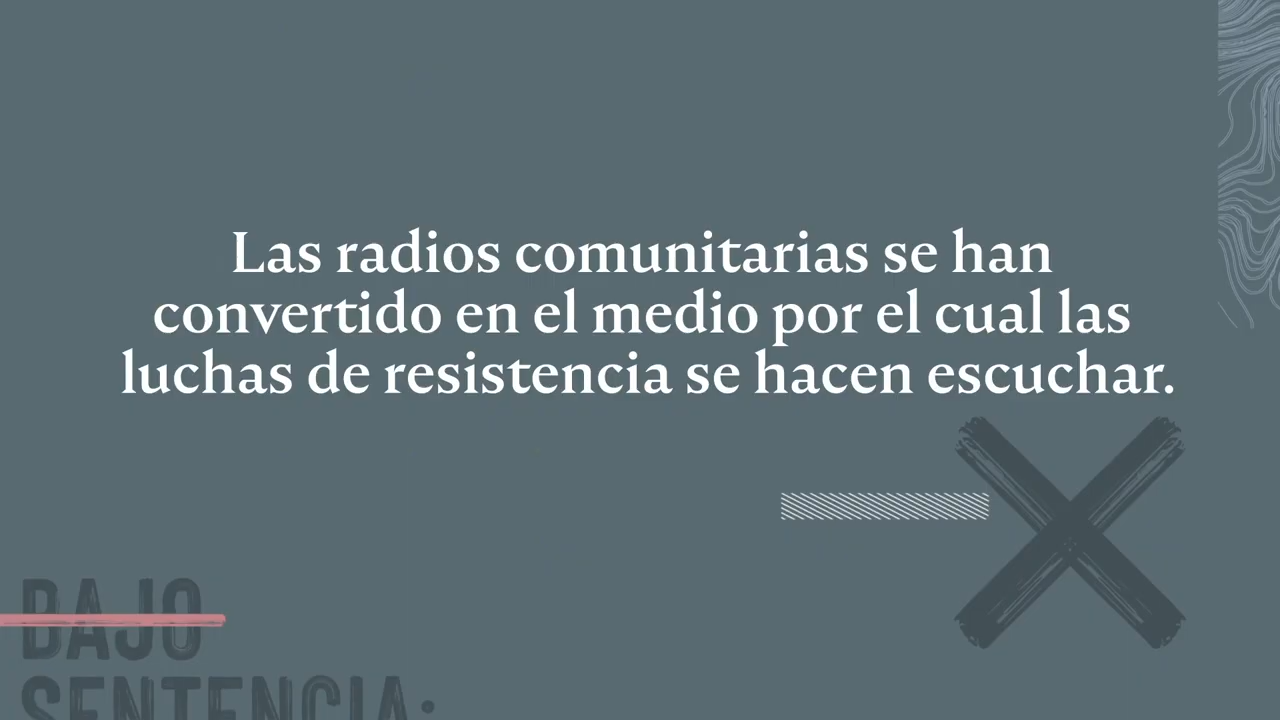 Las radios comunitarias se han
convertido en el medio por el cual las
luchas de resistencia se hacen escuchar.
BAJO
SENTENCIA: